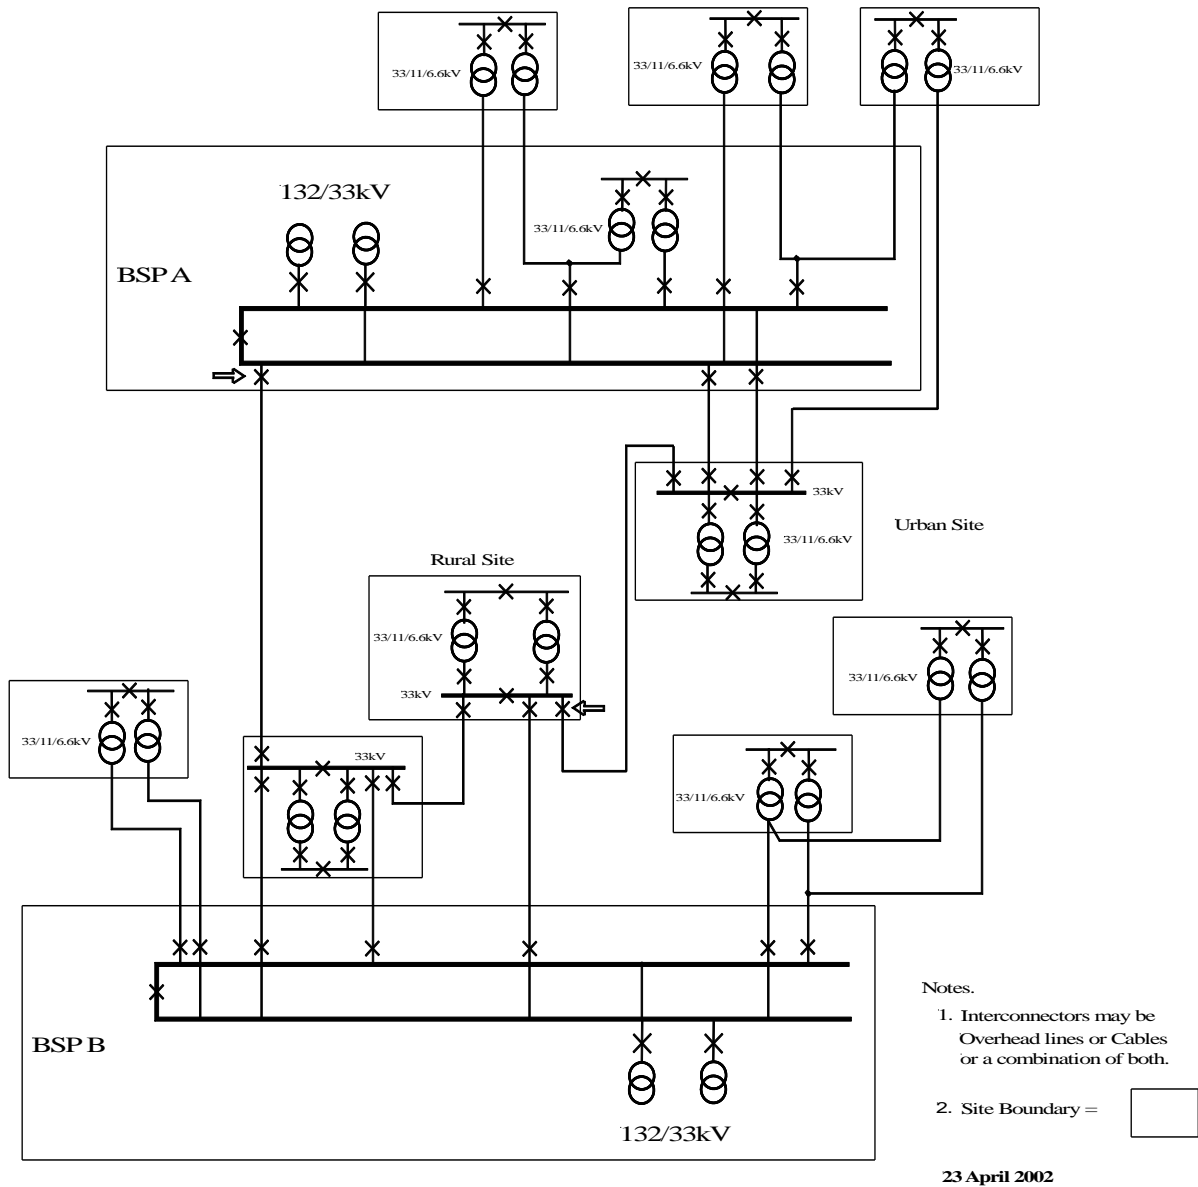 33/11/6.6kV
33/11/6.6kV
33/11/6.6kV
132/33kV
33/11/6.6kV
BSP A
33kV
Urban Site
33/11/6.6kV
Rural Site
33/11/6.6kV
33kV
33/11/6.6kV
33/11/6.6kV
33kV
33/11/6.6kV
Notes.
1. Interconnectors may be
Overhead lines or Cables
or a combination of both.
BSP B
2. Site Boundary =
132/33kV
23 April 2002